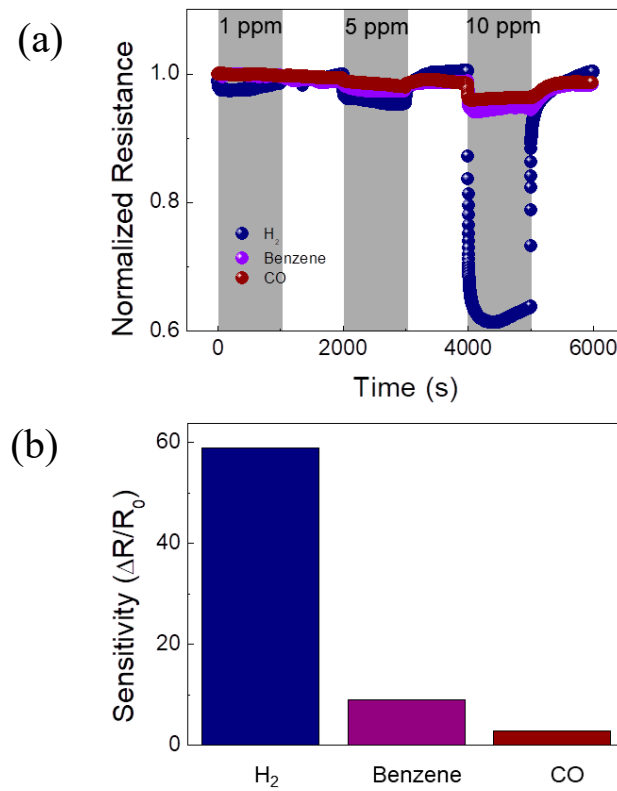 (a)
1 ppm 5 ppm 10 ppm
Normalized Resistance
1.0
0.8
0.6
H₂
Benzene
CO
0 2000 4000 6000
Time (s)
(b)
Sensitivity (ΔR/R₀)
60
40
20
0
H₂ Benzene CO